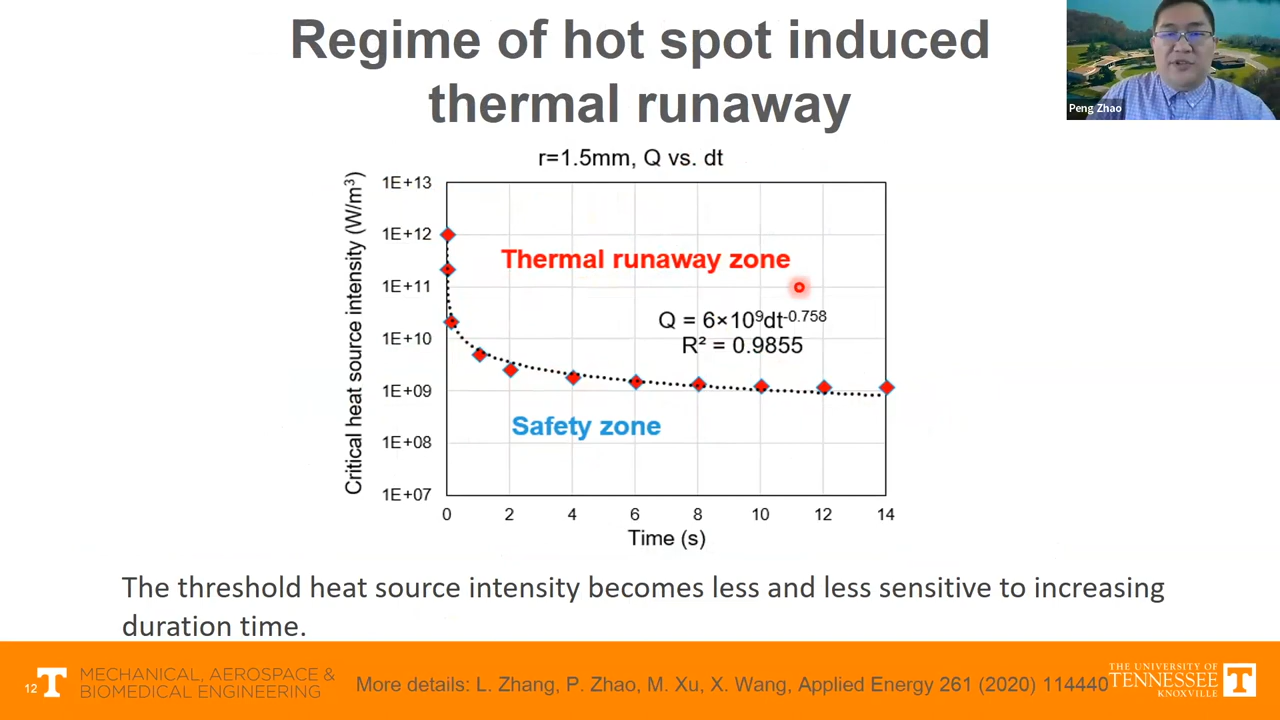 Regime of hot spot induced
thermal runaway
Peng Zhao
r=1.5mm, Q vs. dt
Critical heat source intensity (W/m³)
1E+13
1E+12
1E+11
1E+10
1E+09
1E+08
1E+07
Thermal runaway zone
Q = 6×10⁹dt⁻⁰·⁷⁵⁸
R² = 0.9855
Safety zone
0 2 4 6 8 10 12 14
Time (s)
The threshold heat source intensity becomes less and less sensitive to increasing
duration time.
12
T
MECHANICAL, AEROSPACE &
BIOMEDICAL ENGINEERING
More details: L. Zhang, P. Zhao, M. Xu, X. Wang, Applied Energy 261 (2020) 114440
THE UNIVERSITY OF
TENNESSEE
KNOXVILLE
T